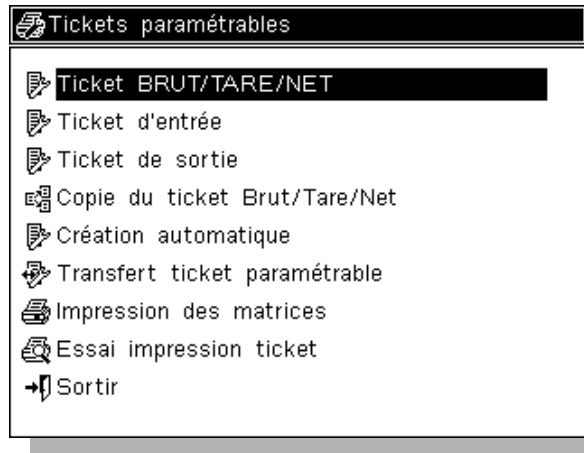 Tickets paramétrables
Ticket BRUT/TARE/NET
Ticket d'entrée
Ticket de sortie
Copie du ticket Brut/Tare/Net
Création automatique
Transfert ticket paramétrable
Impression des matrices
Essai impression ticket
Sortir